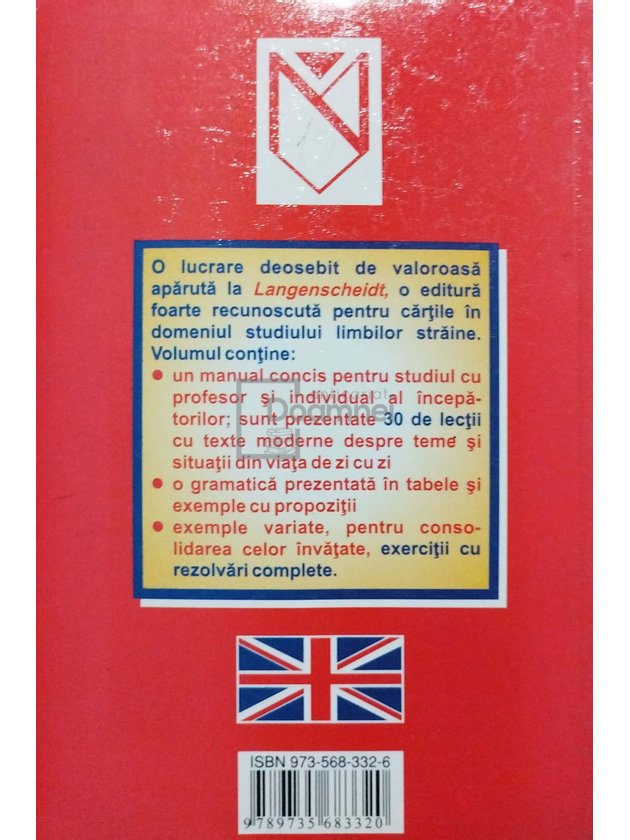 O lucrare deosebit de valoroasă
apărută la Langenscheidt, o editură
foarte recunoscută pentru cărţile în
domeniul studiului limbilor străine.
Volumul conţine:
• un manual concis pentru studiul cu
profesor şi individual al începă-
torilor; sunt prezentate 30 de lecţii
cu texte moderne despre teme şi
situaţii din viaţa de zi cu zi
• o gramatică prezentată în tabele şi
exemple cu propoziţii
• exemple variate, pentru conso-
lidarea celor învăţate, exerciţii cu
rezolvări complete.
anticariat
Doamnei
ISBN 973-568-332-6
9789735683320